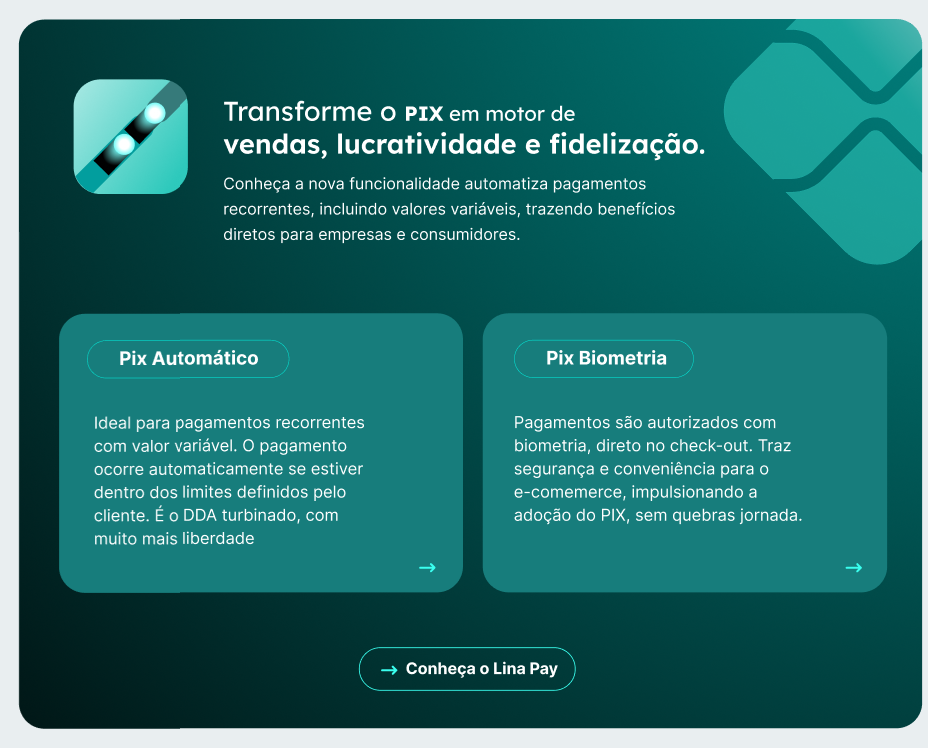 Transforme o PIX em motor de
vendas, lucratividade e fidelização.
Conheça a nova funcionalidade automatiza pagamentos
recorrentes, incluindo valores variáveis, trazendo benefícios
diretos para empresas e consumidores.
Pix Automático
Ideal para pagamentos recorrentes
com valor variável. O pagamento
ocorre automaticamente se estiver
dentro dos limites definidos pelo
cliente. É o DDA turbinado, com
muito mais liberdade
→
Pix Biometria
Pagamentos são autorizados com
biometria, direto no check-out. Traz
segurança e conveniência para o
e-comemerce, impulsionando a
adoção do PIX, sem quebras jornada.
→
→ Conheça o Lina Pay